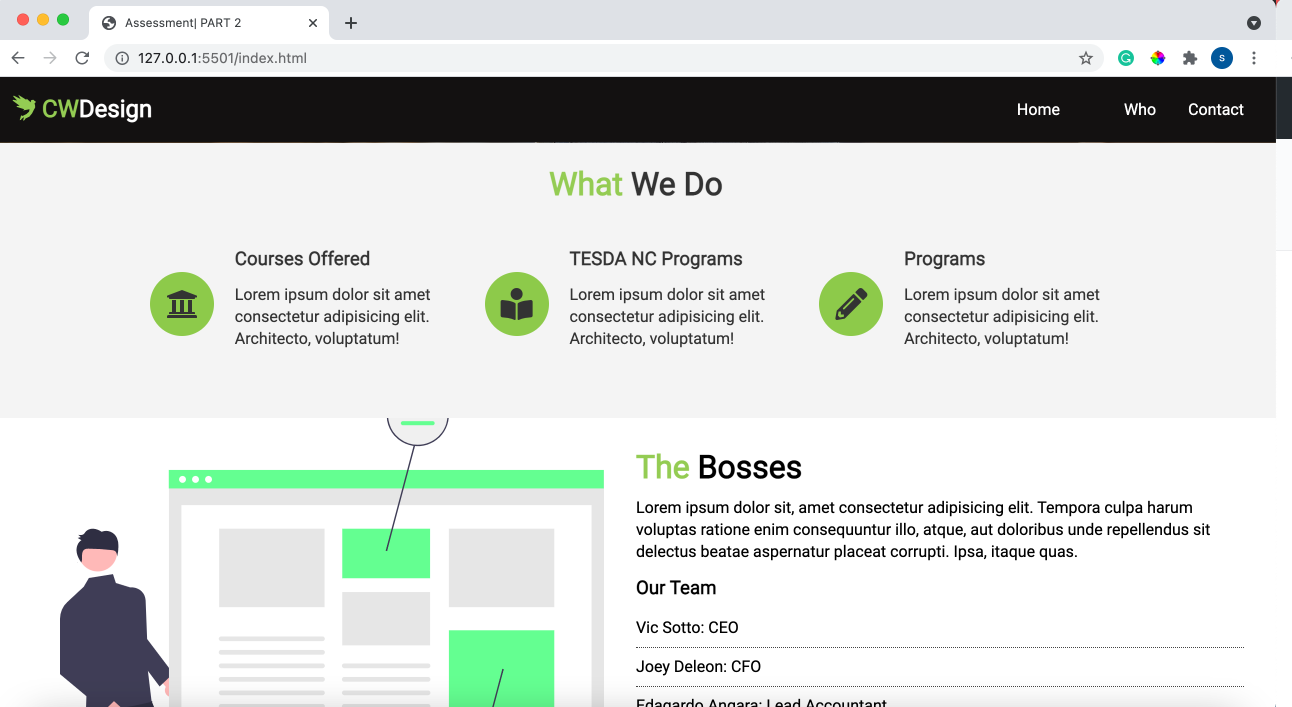 Assessment| PART 2
127.0.0.1:5501/index.html
S
CWDesign
Home Who Contact
What We Do
Courses Offered
Lorem ipsum dolor sit amet
consectetur adipisicing elit.
Architecto, voluptatum!
TESDA NC Programs
Lorem ipsum dolor sit amet
consectetur adipisicing elit.
Architecto, voluptatum!
Programs
Lorem ipsum dolor sit amet
consectetur adipisicing elit.
Architecto, voluptatum!
The Bosses
Lorem ipsum dolor sit, amet consectetur adipisicing elit. Tempora culpa harum
voluptas ratione enim consequuntur illo, atque, aut doloribus unde repellendus sit
delectus beatae aspernatur placeat corrupti. Ipsa, itaque quas.
Our Team
Vic Sotto: CEO
Joey Deleon: CFO
Edagardo Angara: Lead Accountant